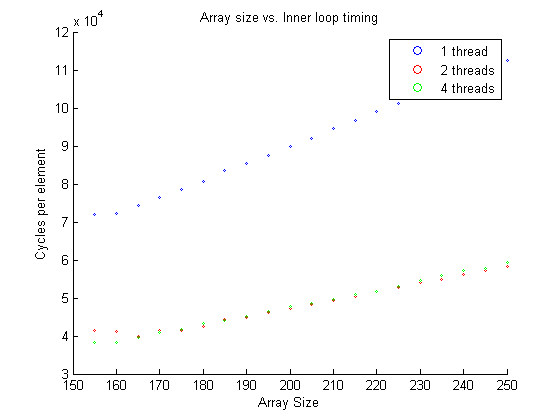 Array size vs. Inner loop timing
x 10^4
12
11
10
9
8
7
6
5
4
3
Cycles per element
1 thread
2 threads
4 threads
150 160 170 180 190 200 210 220 230 240 250
Array Size